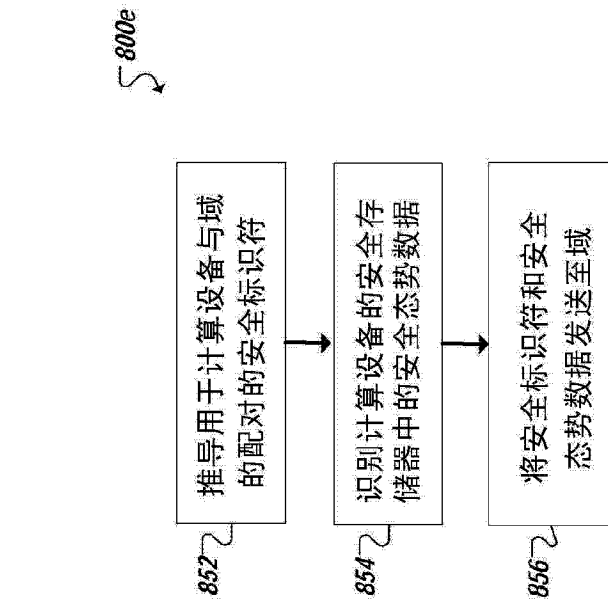 800e
推导用于计算设备与域
的配对的安全标识符
852
识别计算设备的安全存
储器中的安全态势数据
854
将安全标识符和安全
态势数据发送至域
856